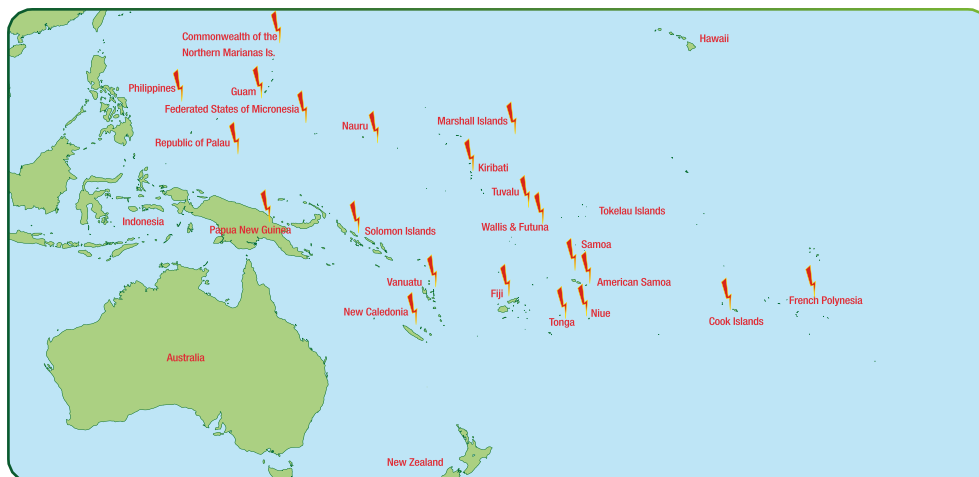 Commonwealth of the
Northern Marianas Is.
Hawaii
Philippines
Guam
Federated States of Micronesia
Nauru
Marshall Islands
Republic of Palau
Kiribati
Tuvalu
Tokelau Islands
Indonesia
Papua New Guinea
Solomon Islands
Wallis & Futuna
Samoa
Vanuatu
American Samoa
Fiji
French Polynesia
New Caledonia
Tonga
Niue
Cook Islands
Australia
New Zealand